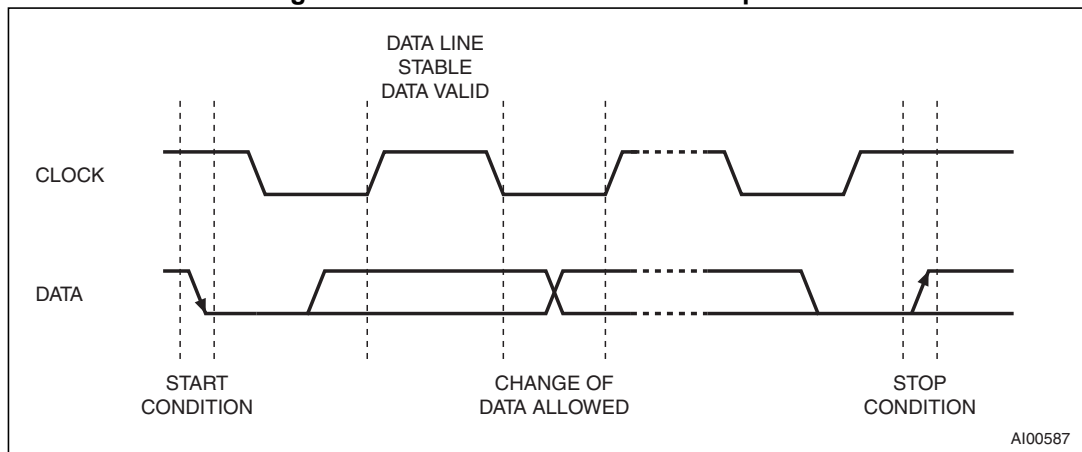 DATA LINE
STABLE
DATA VALID
CLOCK
DATA
START
CONDITION
CHANGE OF
DATA ALLOWED
STOP
CONDITION
AI00587